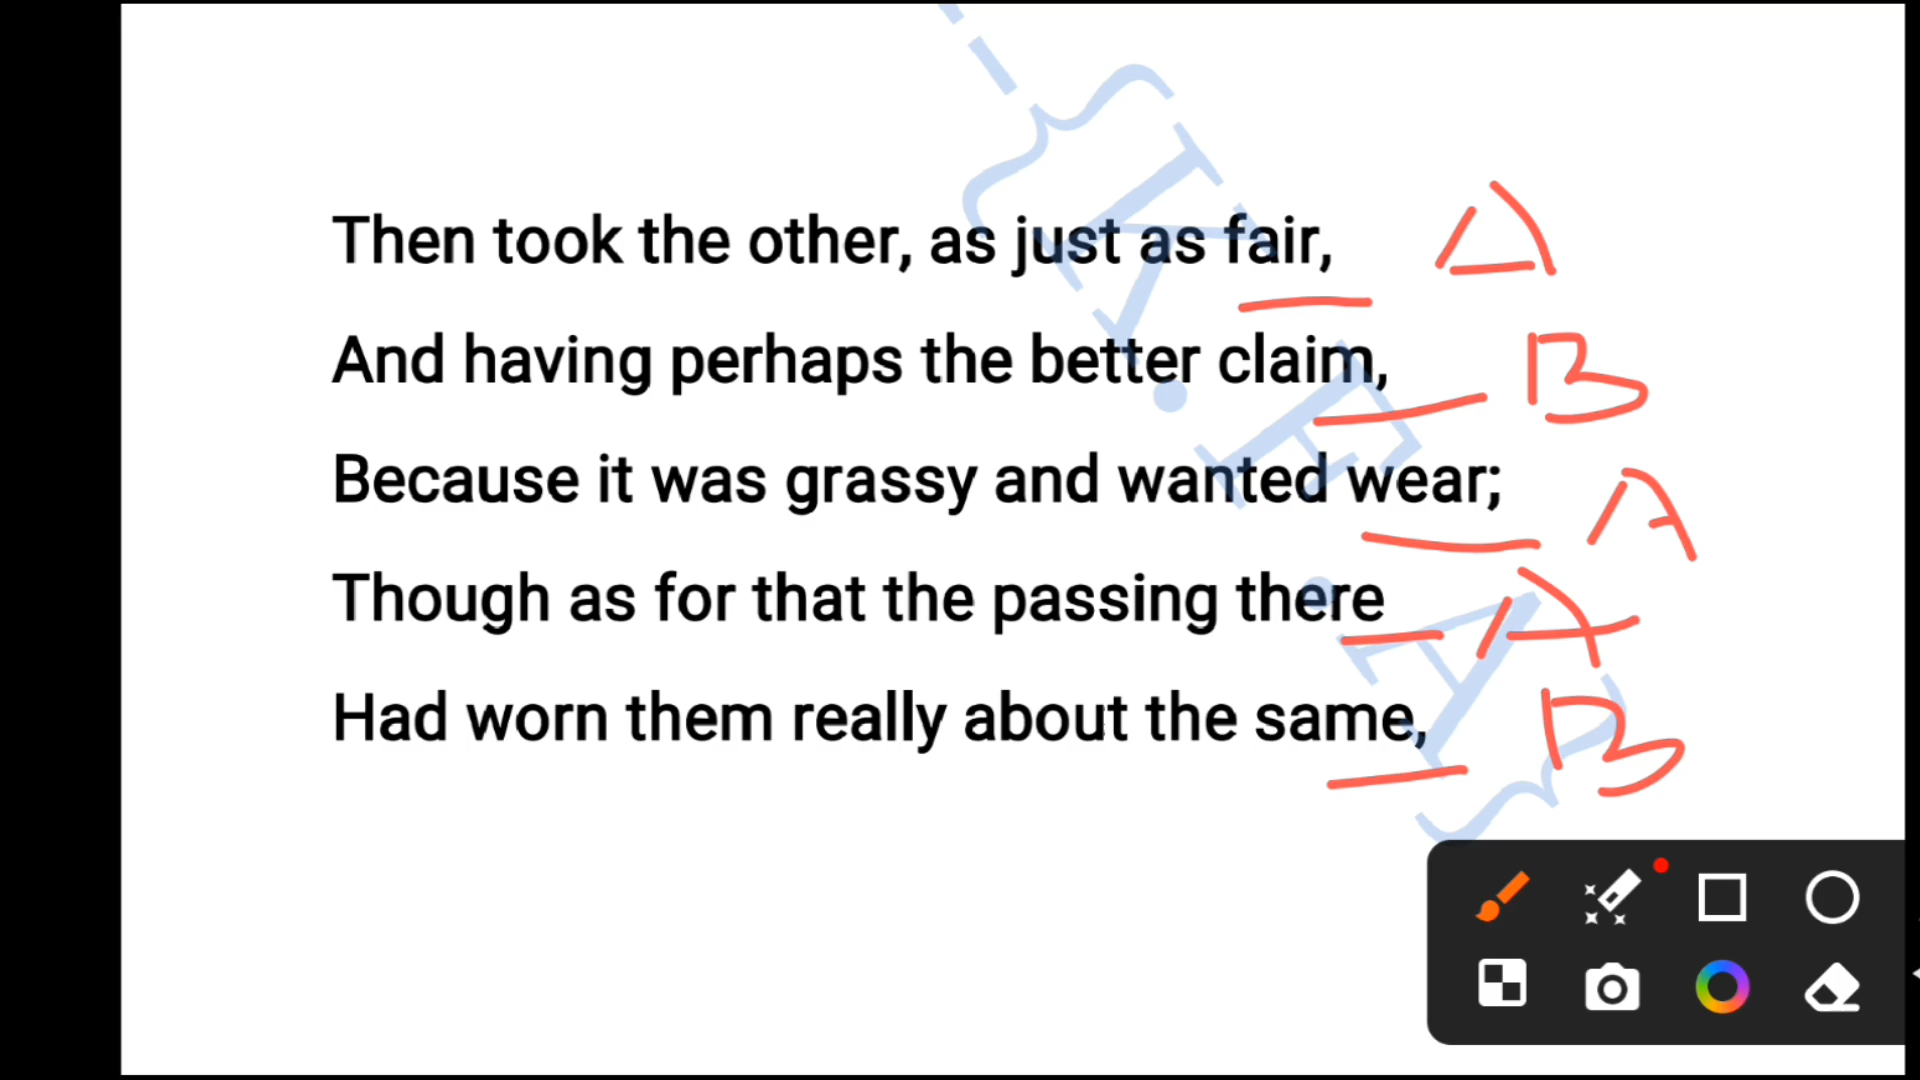 Then took the other, as just as fair, A
And having perhaps the better claim, B
Because it was grassy and wanted wear; A
Though as for that the passing there A
Had worn them really about the same, B
{K.F.A}